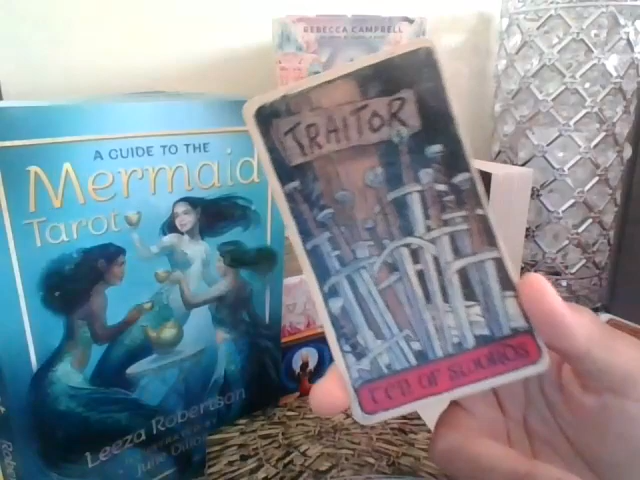 REBECCA CAMPBELL
A GUIDE TO THE
Mermaid
Tarot
Leeza Robertson
TRAITOR
TEN OF SWORDS